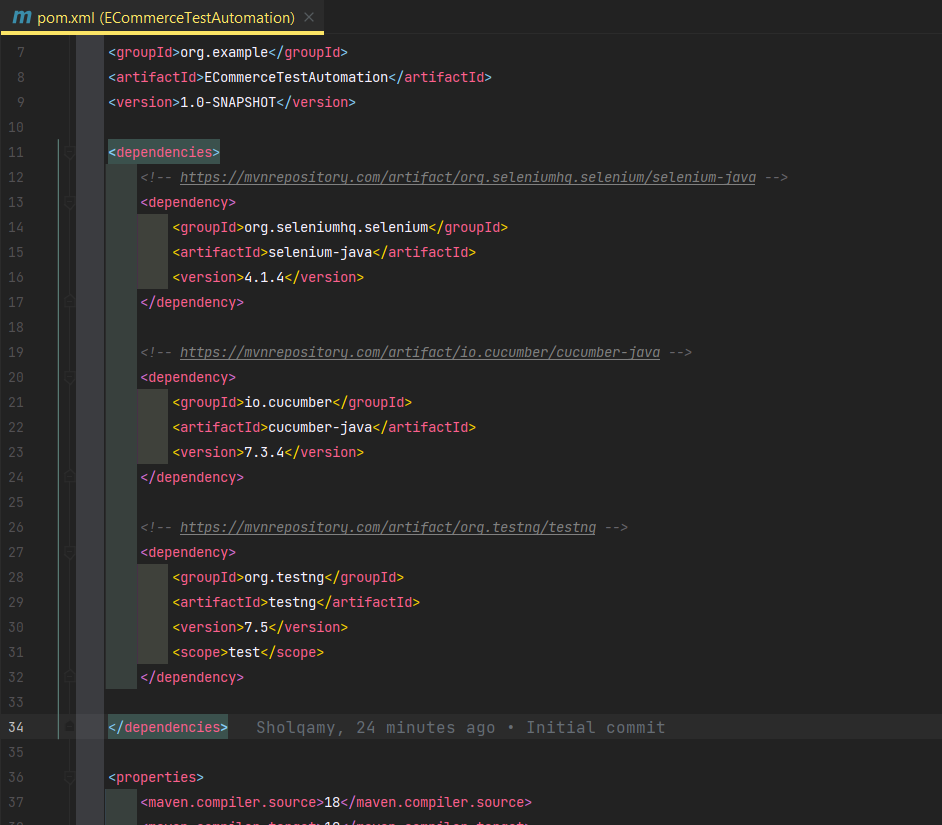 m pom.xml (ECommerceTestAutomation) ×
7 <groupId>org.example</groupId>
8 <artifactId>ECommerceTestAutomation</artifactId>
9 <version>1.0-SNAPSHOT</version>
10
11 <dependencies>
12 <!-- https://mvnrepository.com/artifact/org.seleniumhq.selenium/selenium-java -->
13 <dependency>
14 <groupId>org.seleniumhq.selenium</groupId>
15 <artifactId>selenium-java</artifactId>
16 <version>4.1.4</version>
17 </dependency>
18
19 <!-- https://mvnrepository.com/artifact/io.cucumber/cucumber-java -->
20 <dependency>
21 <groupId>io.cucumber</groupId>
22 <artifactId>cucumber-java</artifactId>
23 <version>7.3.4</version>
24 </dependency>
25
26 <!-- https://mvnrepository.com/artifact/org.testng/testng -->
27 <dependency>
28 <groupId>org.testng</groupId>
29 <artifactId>testng</artifactId>
30 <version>7.5</version>
31 <scope>test</scope>
32 </dependency>
33
34 </dependencies> Sholqamy, 24 minutes ago • Initial commit
35
36 <properties>
37 <maven.compiler.source>18</maven.compiler.source>
38 <maven.compiler.target>18</maven.compiler.target>